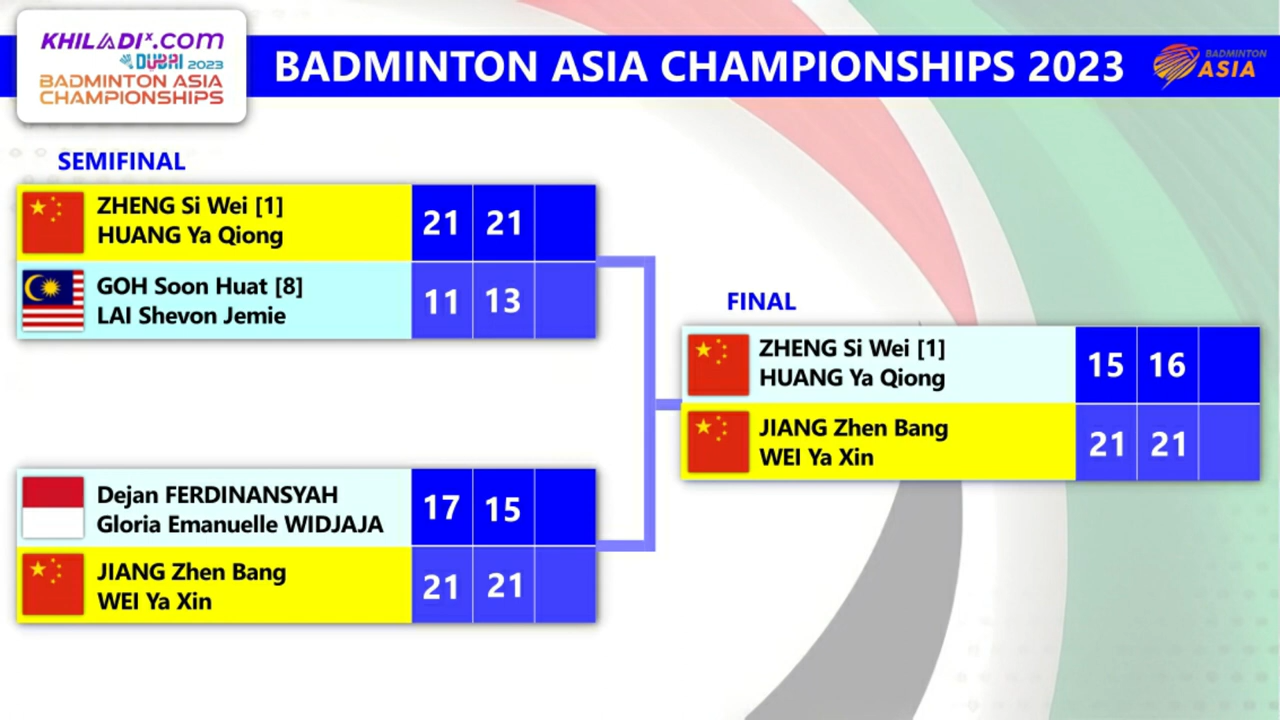 KHILADIx.com
DUBAI 2023
BADMINTON ASIA
CHAMPIONSHIPS
BADMINTON ASIA CHAMPIONSHIPS 2023
BADMINTON
ASIA
SEMIFINAL
ZHENG Si Wei [1]
HUANG Ya Qiong
21 21
GOH Soon Huat [8]
LAI Shevon Jemie
11 13
Dejan FERDINANSYAH
Gloria Emanuelle WIDJAJA
17 15
JIANG Zhen Bang
WEI Ya Xin
21 21
FINAL
ZHENG Si Wei [1]
HUANG Ya Qiong
15 16
JIANG Zhen Bang
WEI Ya Xin
21 21